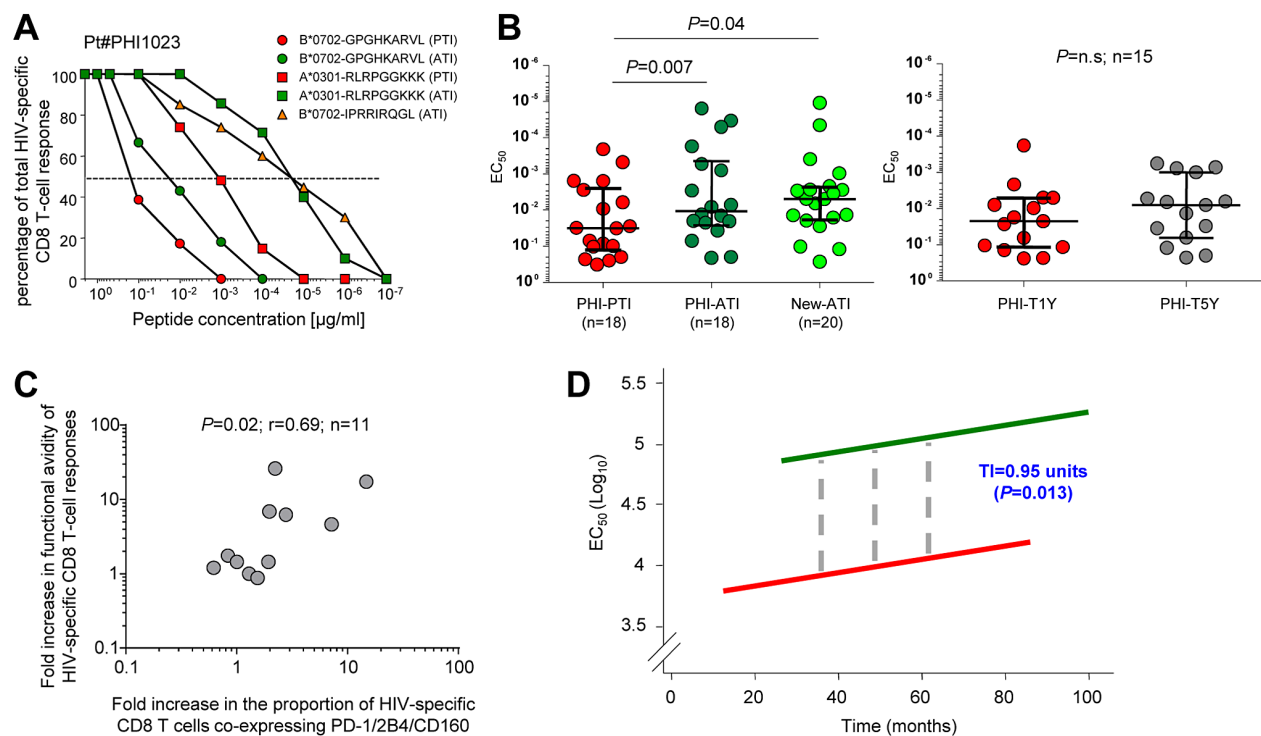 A
Pt#PHI1023
B*0702-GPGHKARVL (PTI)
B*0702-GPGHKARVL (ATI)
A*0301-RLRPGGKKK (PTI)
A*0301-RLRPGGKKK (ATI)
B*0702-IPRRIRQGL (ATI)
percentage of total HIV-specific
CD8 T-cell response
100
80
60
40
20
0
10⁰ 10⁻¹ 10⁻² 10⁻³ 10⁻⁴ 10⁻⁵ 10⁻⁶ 10⁻⁷
Peptide concentration [µg/ml]
B
P=0.04
P=0.007
EC₅₀
10⁻⁶
10⁻⁵
10⁻⁴
10⁻³
10⁻²
10⁻¹
10⁰
PHI-PTI PHI-ATI New-ATI
(n=18) (n=18) (n=20)
P=n.s; n=15
EC₅₀
10⁻⁶
10⁻⁵
10⁻⁴
10⁻³
10⁻²
10⁻¹
10⁰
PHI-T1Y PHI-T5Y
C
P=0.02; r=0.69; n=11
Fold increase in functional avidity of
HIV-specific CD8 T-cell responses
100
10
1
0.1
0.1 1 10 100
Fold increase in the proportion of HIV-specific
CD8 T cells co-expressing PD-1/2B4/CD160
D
EC₅₀ (Log₁₀)
5.5
5
4.5
4
3.5
TI=0.95 units
(P=0.013)
0 20 40 60 80 100
Time (months)